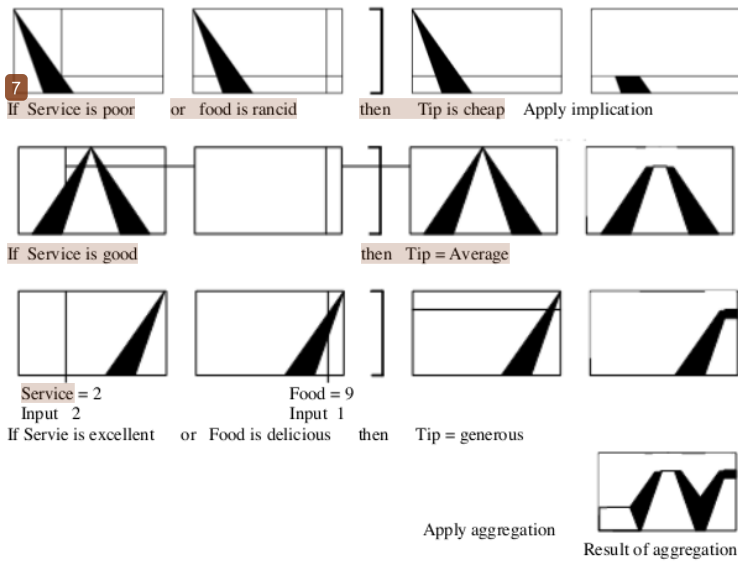 7
If Service is poor or food is rancid then Tip is cheap Apply implication
If Service is good then Tip = Average
Service = 2 Food = 9
Input 2 Input 1
If Servie is excellent or Food is delicious then Tip = generous
Apply aggregation
Result of aggregation